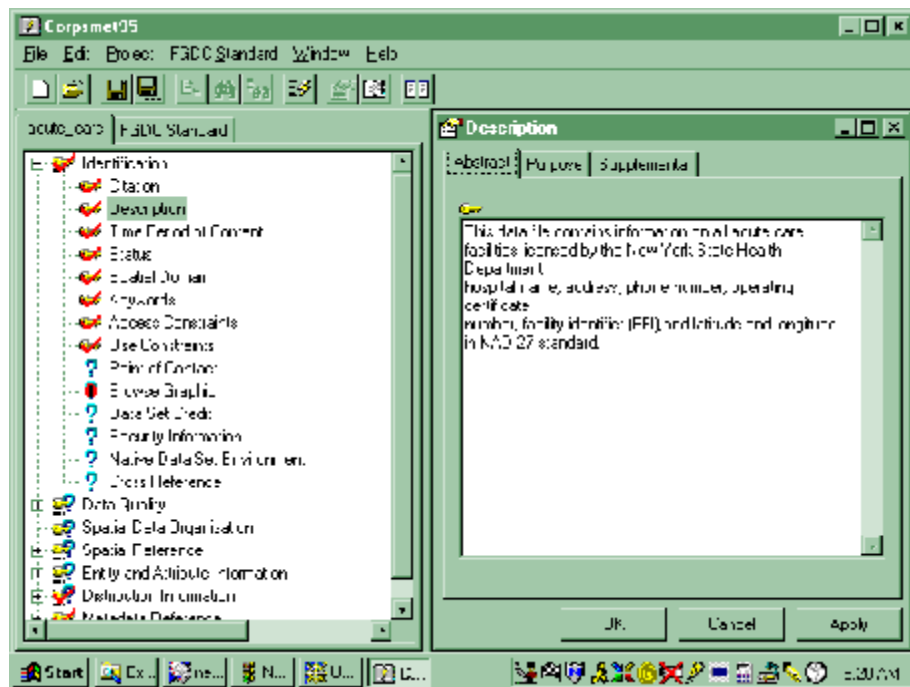 Corpsmet95
File Edit Project FGDC Standard Window Help
acute_care FGDC Standard
Identification
Citation
Description
Time Period of Content
Status
Spatial Domain
Keywords
Access Constraints
Use Constraints
Point of Contact
Browse Graphic
Data Set Credit
Security Information
Native Data Set Environment
Cross Reference
Data Quality
Spatial Data Organization
Spatial Reference
Entity and Attribute Information
Distribution Information
Metadata Reference
Description
Abstract Purpose Supplemental
This data file contains information on all acute care
facilities licensed by the New York State Health
Department
hospital name, address, phone number, operating
certificate
number, facility identifier (PFI), and latitude and longitude
in NAD 27 standard.
OK Cancel Apply
Start Ex... ne... N... U... C...